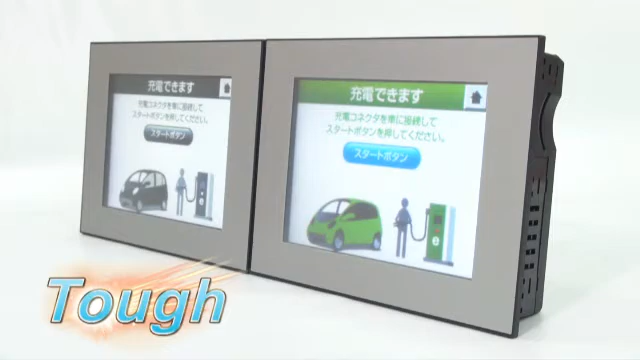 充電できます
充電コネクタを車に接続して
スタートボタンを押してください。
スタートボタン
e
充電できます
充電コネクタを車に接続して
スタートボタンを押してください。
スタートボタン
e
Tough